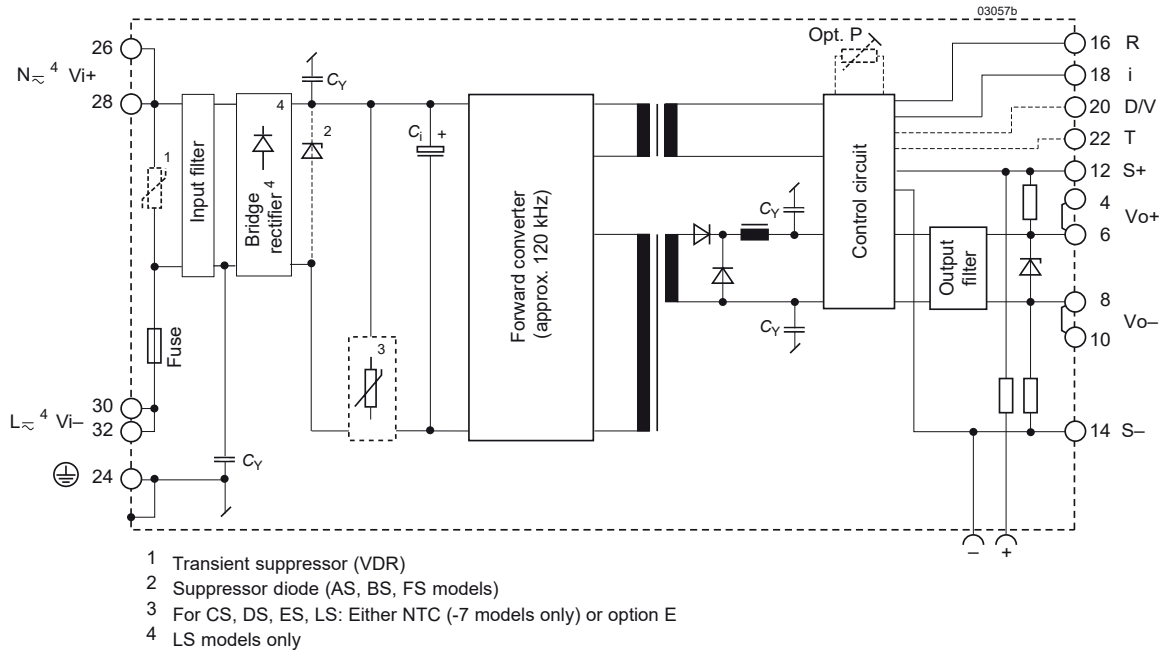 03057b
Opt. P
26
N≂ 4 Vi+
28
CY
4
2
1
Input filter
Bridge
rectifier 4
Ci +
Forward converter
(approx. 120 kHz)
3
Fuse
30
L≂ 4 Vi–
32
24
CY
CY
CY
Control circuit
Output
filter
16 R
18 i
20 D/V
22 T
12 S+
4
Vo+
6
8
Vo–
10
14 S–
– +
1 Transient suppressor (VDR)
2 Suppressor diode (AS, BS, FS models)
3 For CS, DS, ES, LS: Either NTC (-7 models only) or option E
4 LS models only